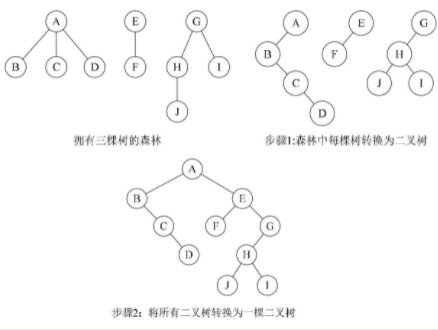 A E G A E G
B C D F H I B F H
C J I
J D
拥有三棵树的森林 步骤1:森林中每棵树转换为二叉树
A
B E
C F G
D H
J I
步骤2：将所有二叉树转换为一棵二叉树